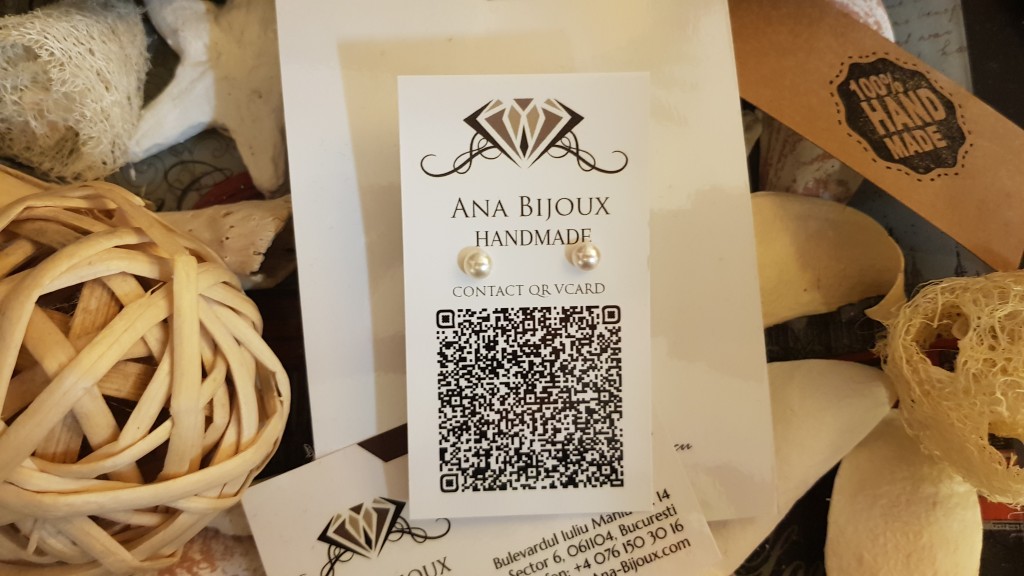 100%
HAND
MADE
ANA BIJOUX
HANDMADE
CONTACT QR VCARD
Bulevardul Iuliu 14
Sector 6, 061104, Bucuresti
+4 076 150 30 16
Ana-Bijoux.com